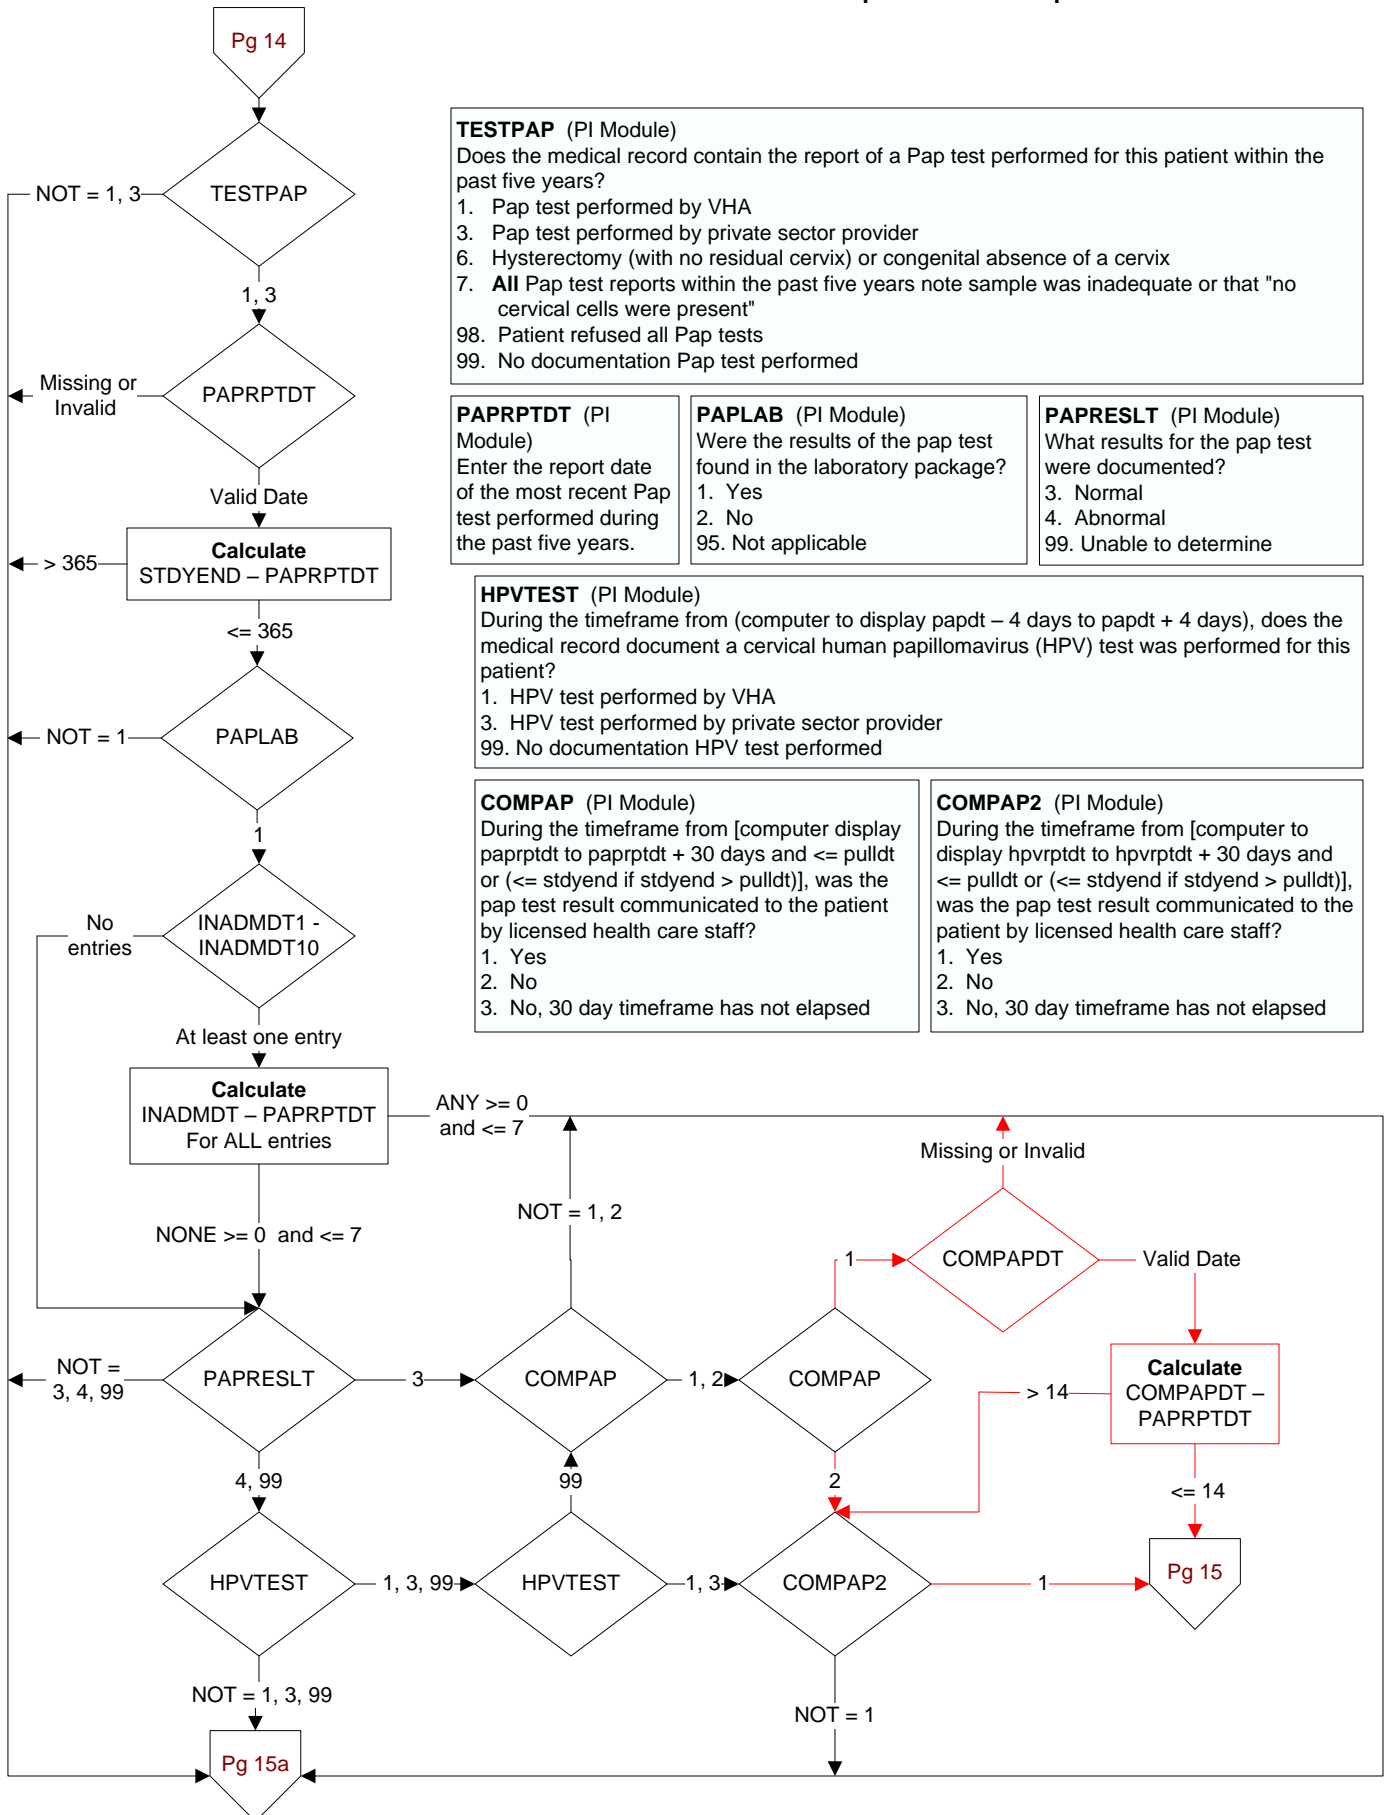 Pg 14
TESTPAP (PI Module)
Does the medical record contain the report of a Pap test performed for this patient within the
past five years?
1. Pap test performed by VHA
3. Pap test performed by private sector provider
6. Hysterectomy (with no residual cervix) or congenital absence of a cervix
7. All Pap test reports within the past five years note sample was inadequate or that "no
cervical cells were present"
98. Patient refused all Pap tests
99. No documentation Pap test performed
NOT = 1, 3
TESTPAP
1, 3
Missing or
Invalid
PAPRPTDT
Valid Date
PAPRPTDT (PI
Module)
Enter the report date
of the most recent Pap
test performed during
the past five years.
PAPLAB (PI Module)
Were the results of the pap test
found in the laboratory package?
1. Yes
2. No
95. Not applicable
PAPRESLT (PI Module)
What results for the pap test
were documented?
3. Normal
4. Abnormal
99. Unable to determine
> 365
Calculate
STDYEND – PAPRPTDT
<= 365
HPVTEST (PI Module)
During the timeframe from (computer to display papdt – 4 days to papdt + 4 days), does the
medical record document a cervical human papillomavirus (HPV) test was performed for this
patient?
1. HPV test performed by VHA
3. HPV test performed by private sector provider
99. No documentation HPV test performed
NOT = 1
PAPLAB
1
COMPAP (PI Module)
During the timeframe from [computer display
paprptdt to paprptdt + 30 days and <= pulldt
or (<= stdyend if stdyend > pulldt)], was the
pap test result communicated to the patient
by licensed health care staff?
1. Yes
2. No
3. No, 30 day timeframe has not elapsed
COMPAP2 (PI Module)
During the timeframe from [computer to
display hpvrptdt to hpvrptdt + 30 days and
<= pulldt or (<= stdyend if stdyend > pulldt)],
was the pap test result communicated to the
patient by licensed health care staff?
1. Yes
2. No
3. No, 30 day timeframe has not elapsed
No
entries
INADMDT1 -
INADMDT10
At least one entry
Calculate
INADMDT – PAPRPTDT
For ALL entries
ANY >= 0
and <= 7
NONE >= 0 and <= 7
NOT = 1, 2
Missing or Invalid
1
COMPAPDT
Valid Date
NOT =
3, 4, 99
PAPRESLT
3
COMPAP
1, 2
COMPAP
> 14
Calculate
COMPAPDT –
PAPRPTDT
4, 99
99
2
<= 14
HPVTEST
1, 3, 99
HPVTEST
1, 3
COMPAP2
1
Pg 15
NOT = 1, 3, 99
NOT = 1
Pg 15a